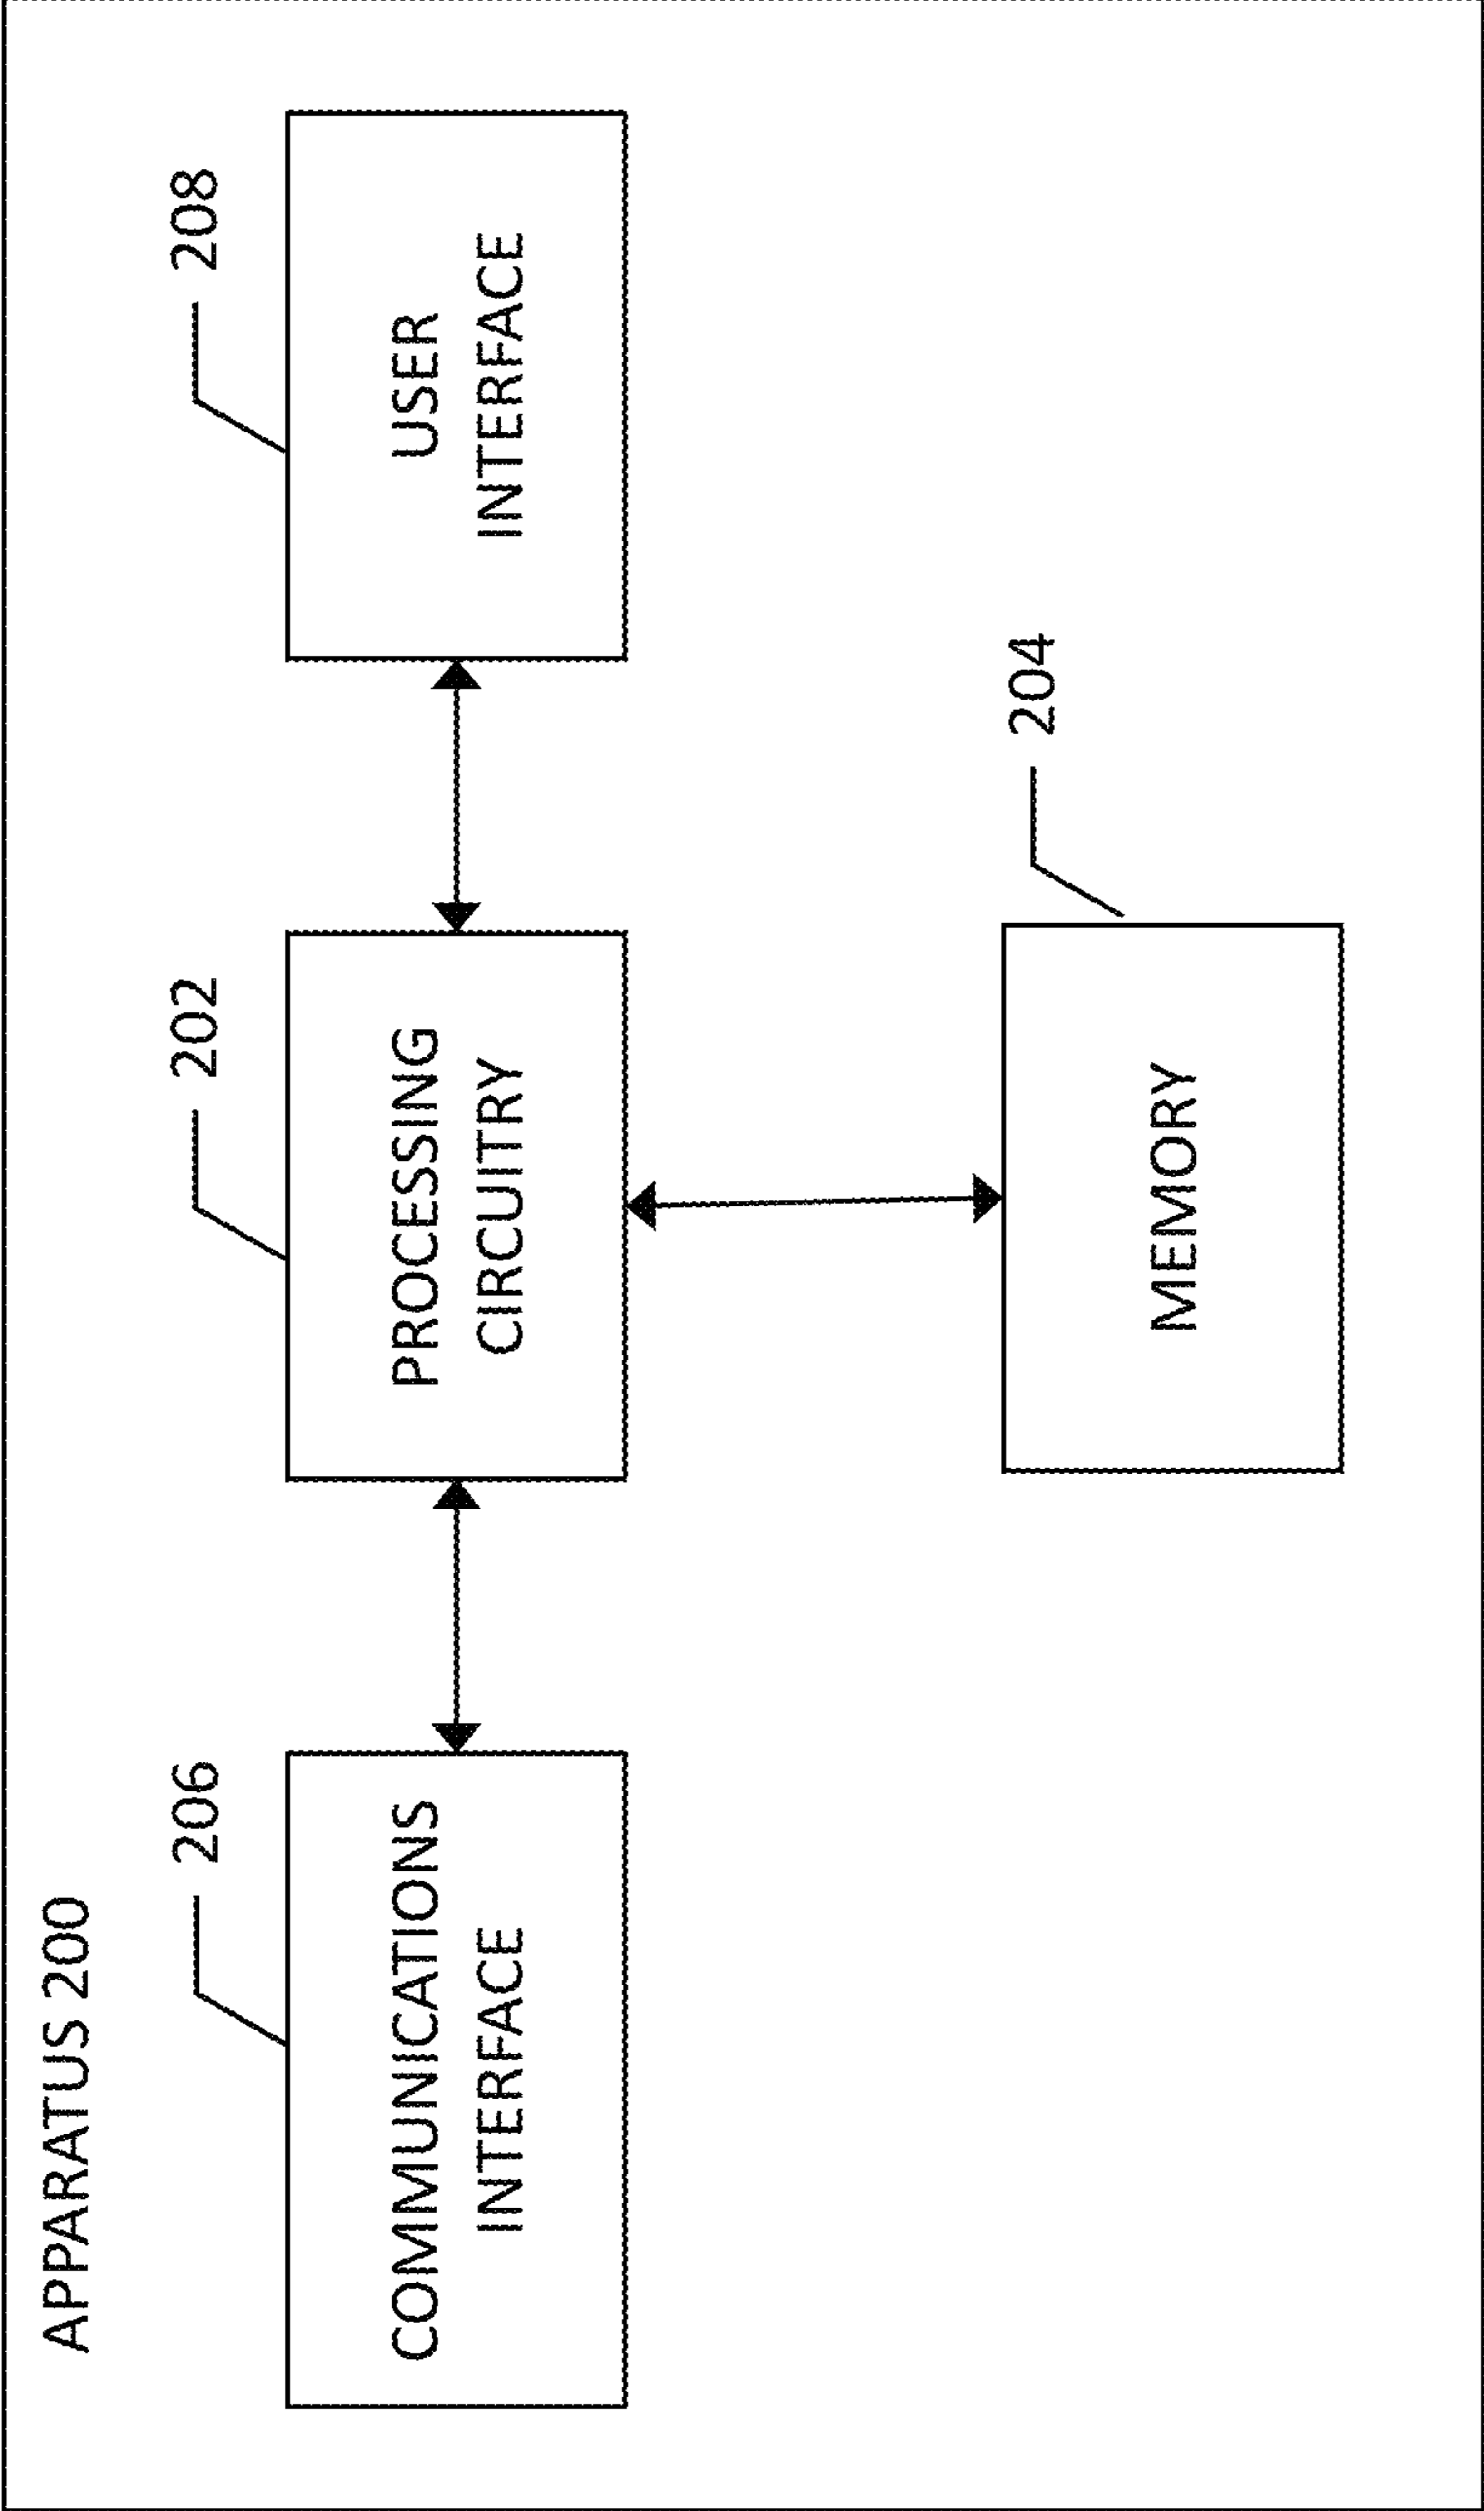 APPARATUS 200
206
202
208
COMMUNICATIONS
INTERFACE
PROCESSING
CIRCUITRY
USER
INTERFACE
204
MEMORY